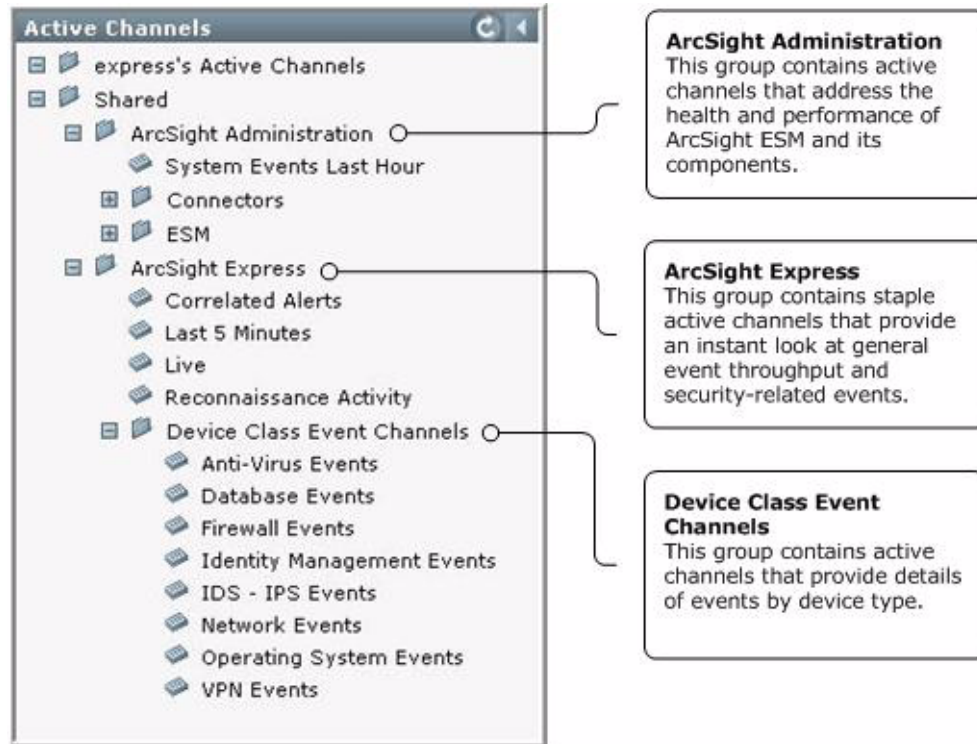 Active Channels
express's Active Channels
Shared
ArcSight Administration
System Events Last Hour
Connectors
ESM
ArcSight Express
Correlated Alerts
Last 5 Minutes
Live
Reconnaissance Activity
Device Class Event Channels
Anti-Virus Events
Database Events
Firewall Events
Identity Management Events
IDS - IPS Events
Network Events
Operating System Events
VPN Events
ArcSight Administration
This group contains active
channels that address the
health and performance of
ArcSight ESM and its
components.
ArcSight Express
This group contains staple
active channels that provide
an instant look at general
event throughput and
security-related events.
Device Class Event
Channels
This group contains active
channels that provide details
of events by device type.